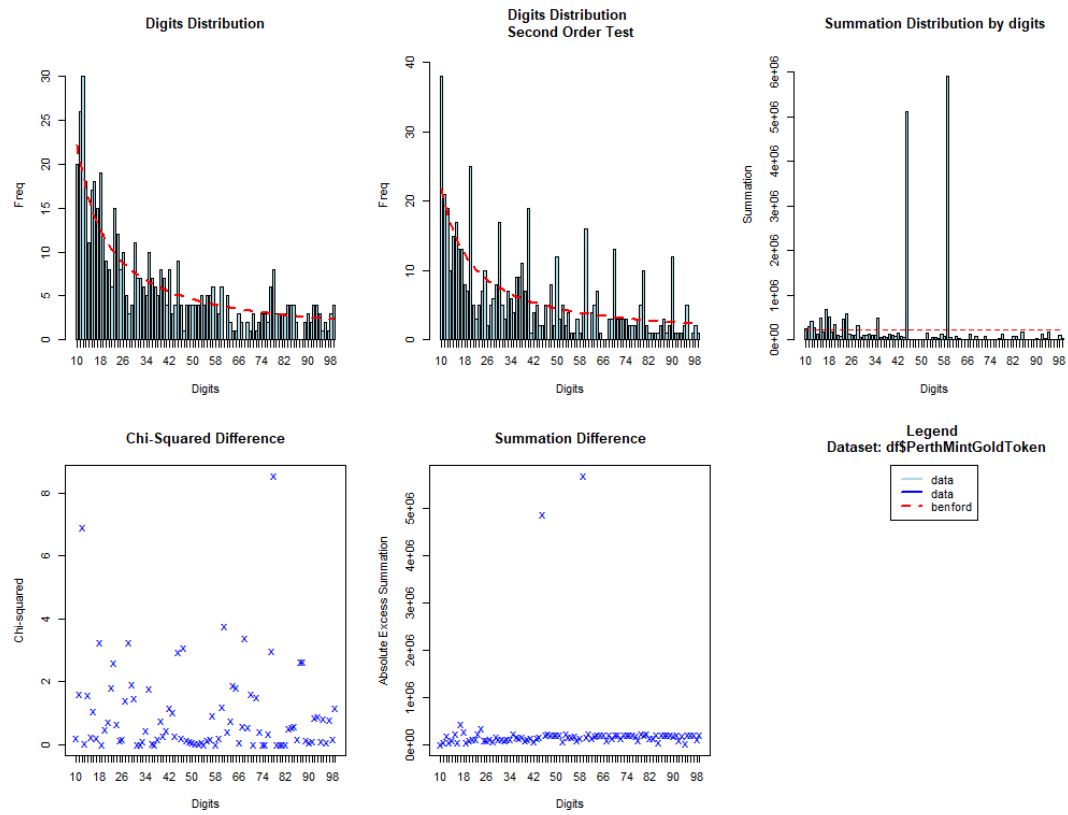 Digits Distribution
Freq
0 5 10 15 20 25 30
10 18 26 34 42 50 58 66 74 82 90 98
Digits
Digits Distribution
Second Order Test
Freq
0 10 20 30 40
10 18 26 34 42 50 58 66 74 82 90 98
Digits
Summation Distribution by digits
Summation
0e+00 1e+06 2e+06 3e+06 4e+06 5e+06 6e+06
10 18 26 34 42 50 58 66 74 82 90 98
Digits
Chi-Squared Difference
Chi-squared
0 2 4 6 8
10 18 26 34 42 50 58 66 74 82 90 98
Digits
Summation Difference
Absolute Excess Summation
0e+00 1e+06 2e+06 3e+06 4e+06 5e+06
10 18 26 34 42 50 58 66 74 82 90 98
Digits
Legend
Dataset: df$PerthMintGoldToken
data
data
benford